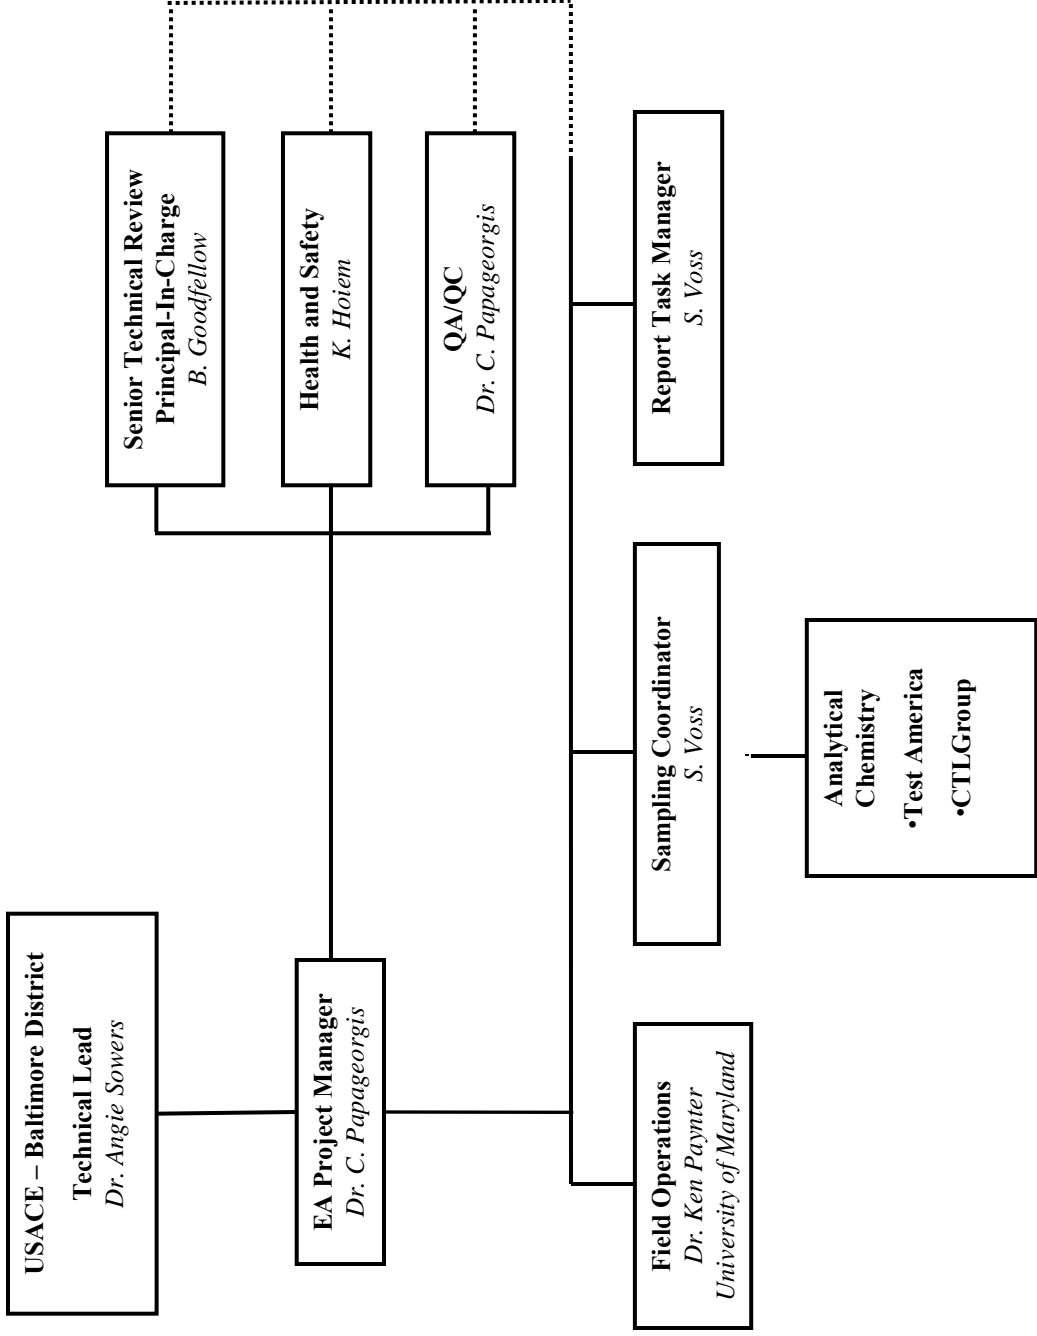 USACE – Baltimore District
Technical Lead
Dr. Angie Sowers
EA Project Manager
Dr. C. Papageorgis
Senior Technical Review
Principal-In-Charge
B. Goodfellow
Health and Safety
K. Hoiem
QA/QC
Dr. C. Papageorgis
Field Operations
Dr. Ken Paynter
University of Maryland
Sampling Coordinator
S. Voss
Report Task Manager
S. Voss
Analytical
Chemistry
•Test America
•CTLGroup